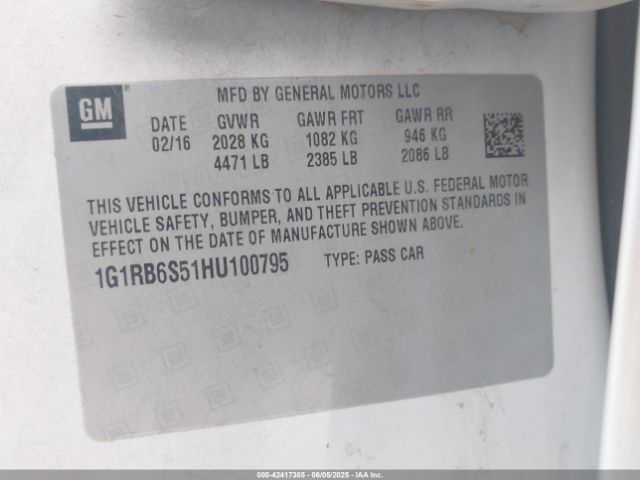 GM
MFD BY GENERAL MOTORS LLC
DATE GVWR GAWR FRT GAWR RR
02/16 2028 KG 1082 KG 946 KG
4471 LB 2385 LB 2086 LB
THIS VEHICLE CONFORMS TO ALL APPLICABLE U.S. FEDERAL MOTOR
VEHICLE SAFETY, BUMPER, AND THEFT PREVENTION STANDARDS IN
EFFECT ON THE DATE OF MANUFACTURE SHOWN ABOVE.
1G1RB6S51HU100795 TYPE: PASS CAR
000-42417385 - 06/05/2025 - IAA Inc.